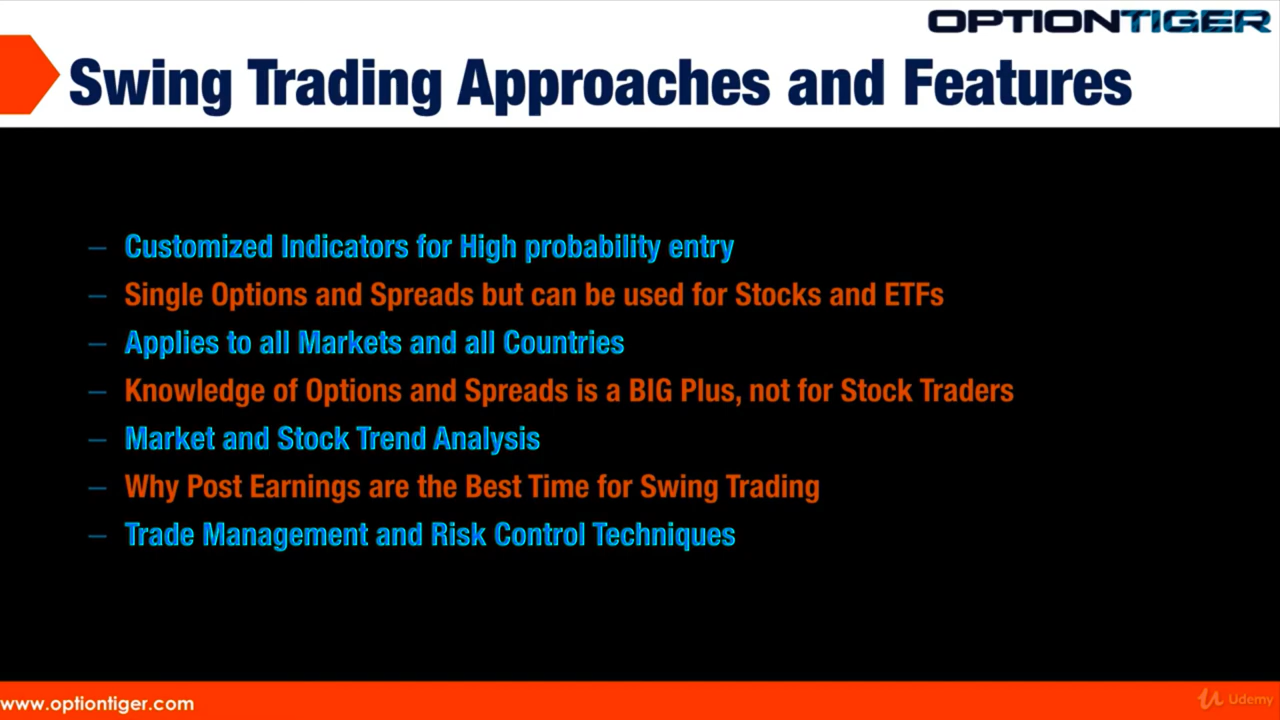 OPTIONTIGER
Swing Trading Approaches and Features
– Customized Indicators for High probability entry
– Single Options and Spreads but can be used for Stocks and ETFs
– Applies to all Markets and all Countries
– Knowledge of Options and Spreads is a BIG Plus, not for Stock Traders
– Market and Stock Trend Analysis
– Why Post Earnings are the Best Time for Swing Trading
– Trade Management and Risk Control Techniques
www.optiontiger.com
Udemy